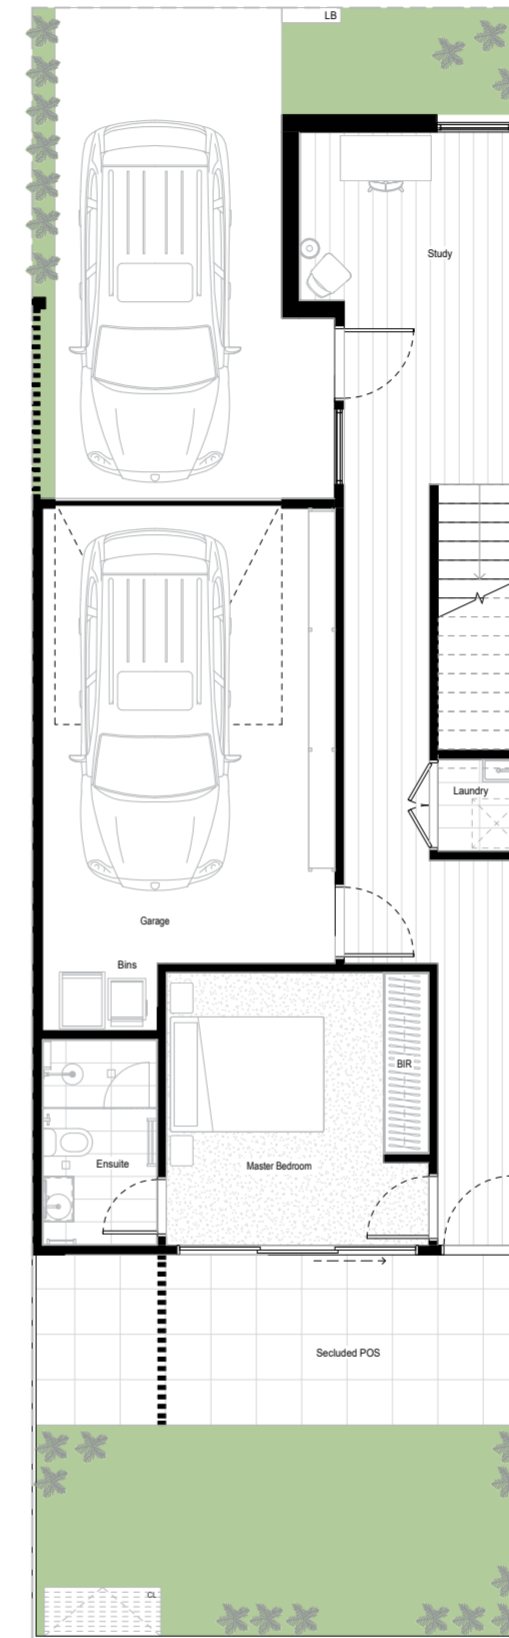 LB
Study
Laundry
Garage
Bins
BIR
Ensuite
Master Bedroom
Secluded POS
CL